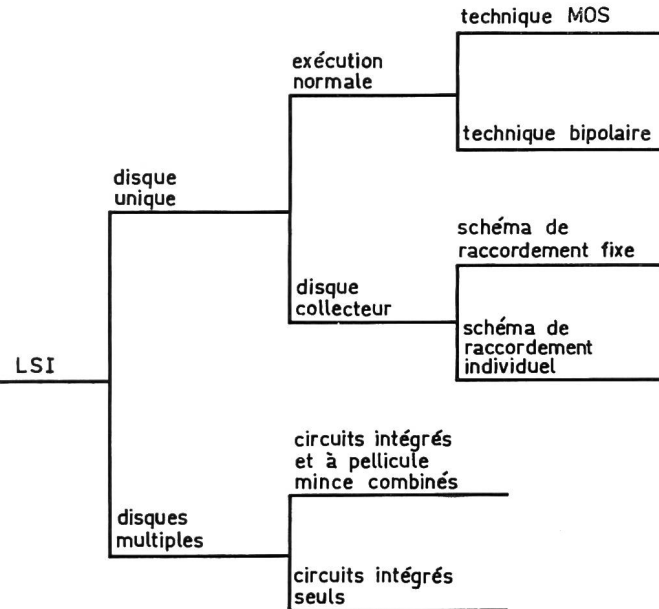 technique MOS
exécution
normale
technique bipolaire
disque
unique
schéma de
raccordement fixe
disque
collecteur
schéma de
raccordement
individuel
LSI
circuits intégrés
et à pellicule
mince combinés
disques
multiples
circuits intégrés
seuls